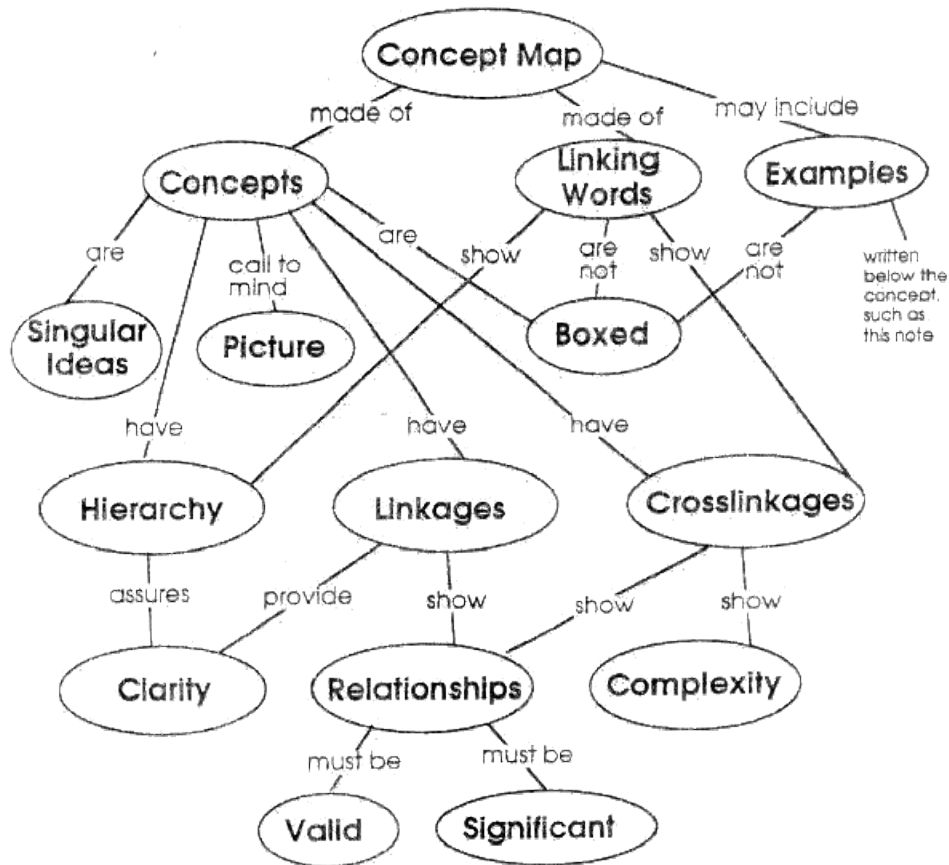 Concept Map
made of
made of
may include
Concepts
Linking
Words
Examples
are
call to
mind
are
show
are
not
show
are
not
written
below the
concept,
such as
this note
Singular
Ideas
Picture
Boxed
have
have
have
Hierarchy
Linkages
Crosslinkages
assures
provide
show
show
show
Clarity
Relationships
Complexity
must be
must be
Valid
Significant